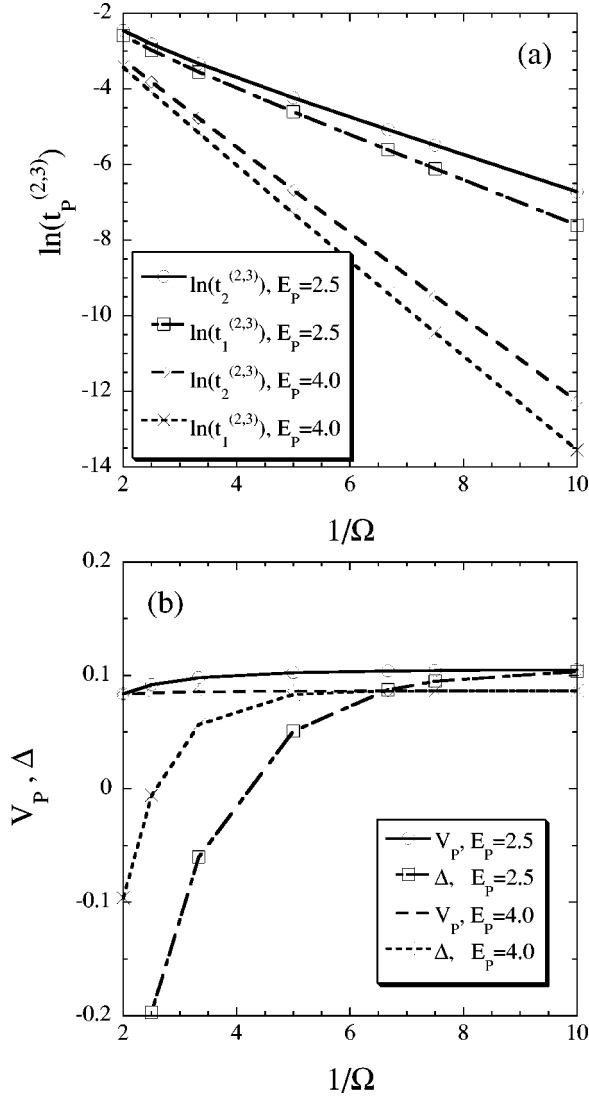 -2
(a)
-4
-6
ln(t_P^(2,3))
-8
ln(t_2^(2,3)), E_P=2.5
ln(t_1^(2,3)), E_P=2.5
-10
ln(t_2^(2,3)), E_P=4.0
ln(t_1^(2,3)), E_P=4.0
-12
-14
2 4 6 8 10
1/Ω
0.2
(b)
0.1
V_P, Δ
0
V_P, E_P=2.5
Δ, E_P=2.5
-0.1
V_P, E_P=4.0
Δ, E_P=4.0
-0.2
2 4 6 8 10
1/Ω